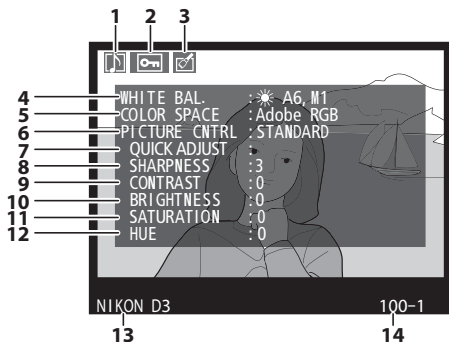 1 2 3
4 WHITE BAL. : A6, M1
5 COLOR SPACE :Adobe RGB
6 PICTURE CNTRL :STANDARD
7 QUICK ADJUST :
8 SHARPNESS :3
9 CONTRAST :0
10 BRIGHTNESS :0
11 SATURATION :0
12 HUE :0
NIKON D3 100-1
13 14